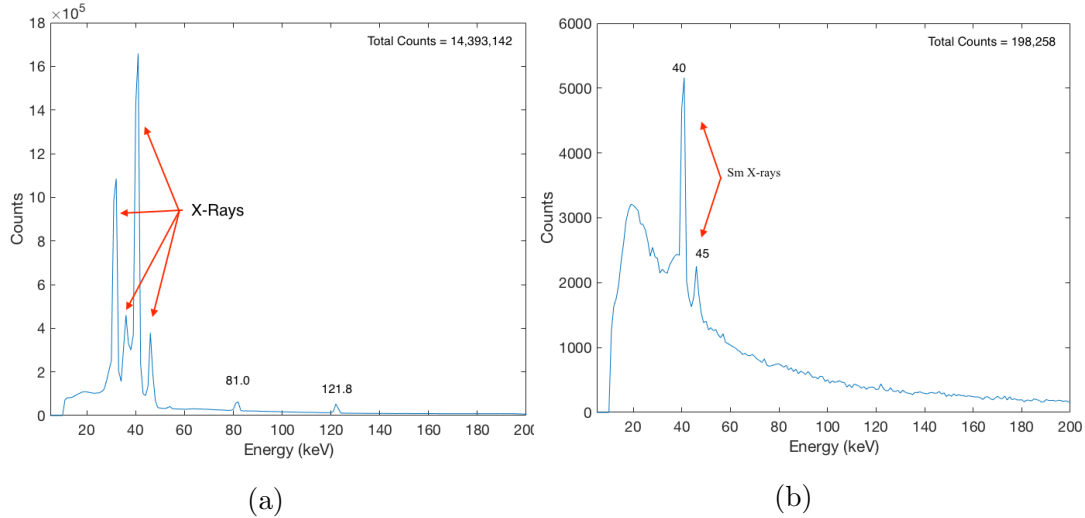 ×10⁵
18
16
14
12
10
8
6
4
2
0
Counts
Total Counts = 14,393,142
X-Rays
81.0
121.8
20 40 60 80 100 120 140 160 180 200
Energy (keV)
(a)
6000
5000
4000
3000
2000
1000
0
Counts
Total Counts = 198,258
40
Sm X-rays
45
20 40 60 80 100 120 140 160 180 200
Energy (keV)
(b)